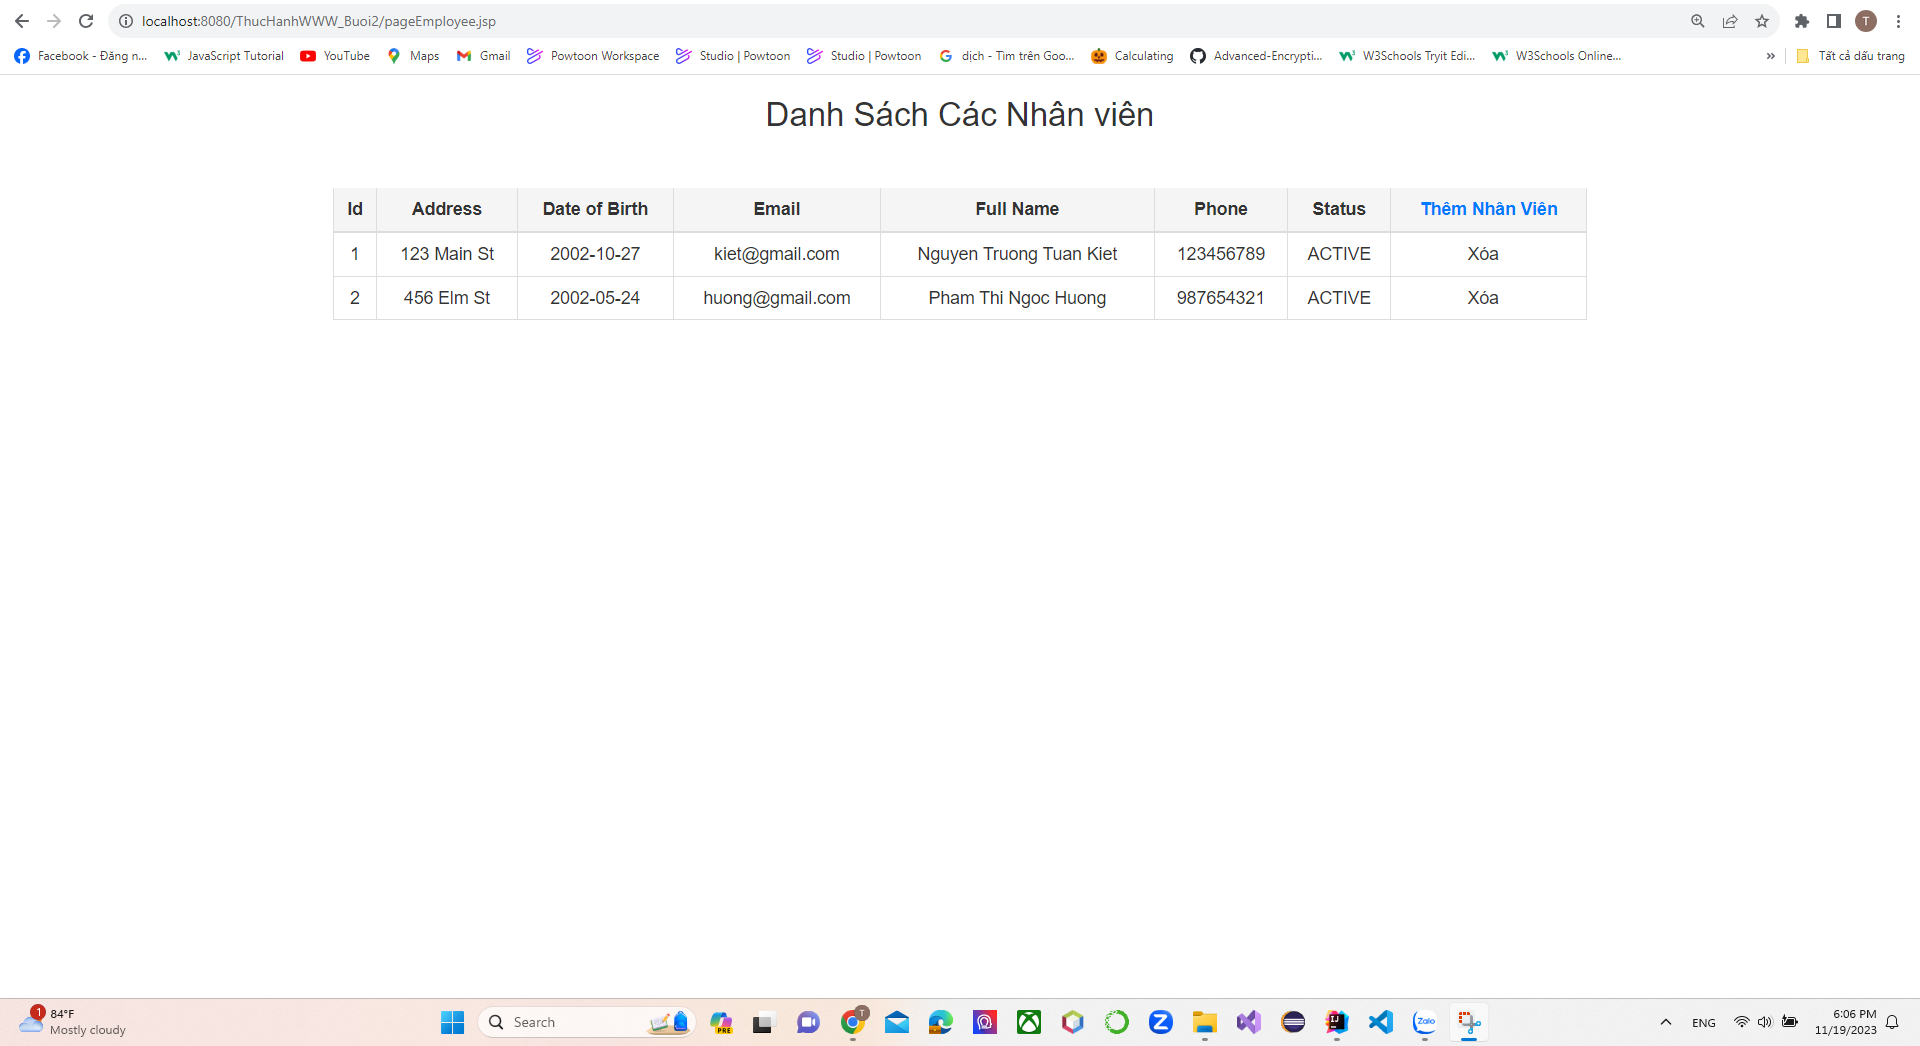 localhost:8080/ThucHanhWWW_Buoi2/pageEmployee.jsp
T
Facebook - Đăng n... JavaScript Tutorial YouTube Maps Gmail Powtoon Workspace Studio | Powtoon Studio | Powtoon dịch - Tìm trên Goo... Calculating Advanced-Encrypti... W3Schools Tryit Edi... W3Schools Online... » Tất cả dấu trang
Danh Sách Các Nhân viên
Id Address Date of Birth Email Full Name Phone Status Thêm Nhân Viên
1 123 Main St 2002-10-27 kiet@gmail.com Nguyen Truong Tuan Kiet 123456789 ACTIVE Xóa
2 456 Elm St 2002-05-24 huong@gmail.com Pham Thi Ngoc Huong 987654321 ACTIVE Xóa
1 84°F
Mostly cloudy
Search
PRE
T
Zalo
ENG
6:06 PM
11/19/2023